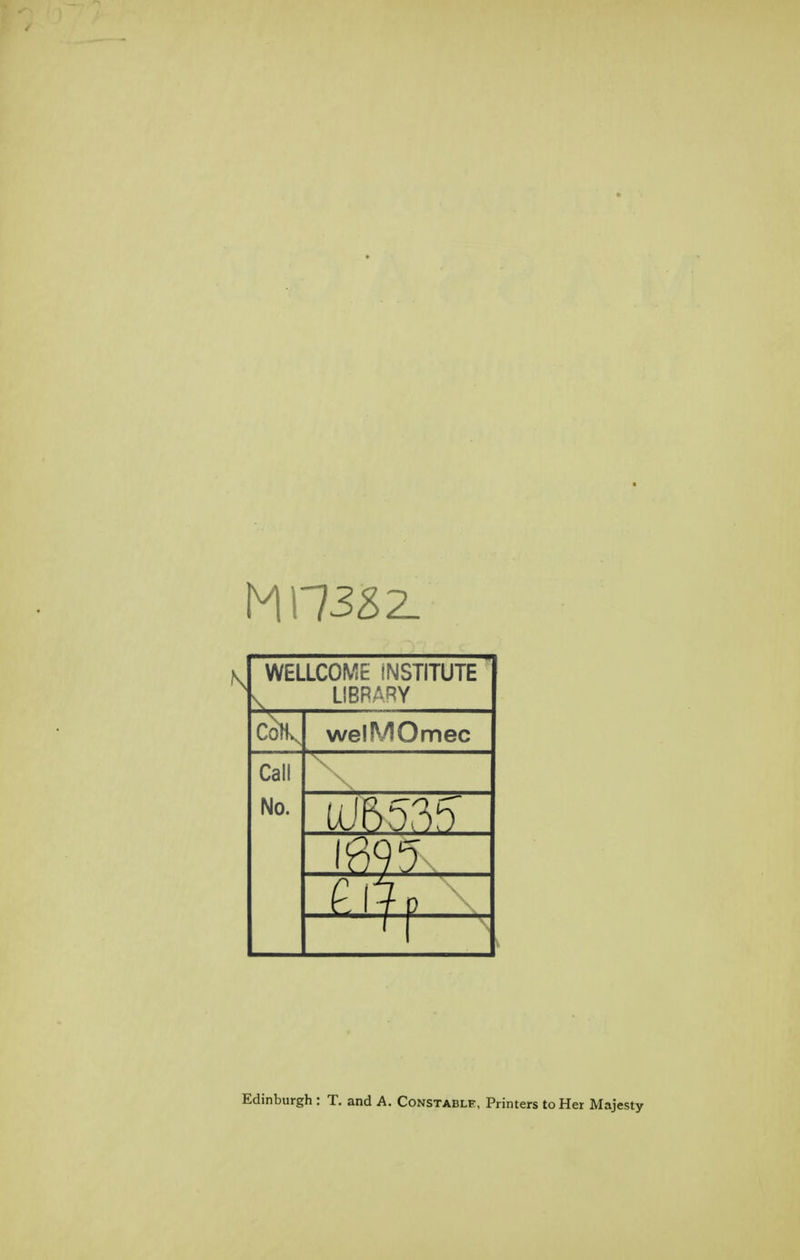 M17382
WELLCOME INSTITUTE
LIBRARY
Coll. welMOmec
Call
No.
WB535
1895
E17p
Edinburgh : T. and A. CONSTABLE, Printers to Her Majesty